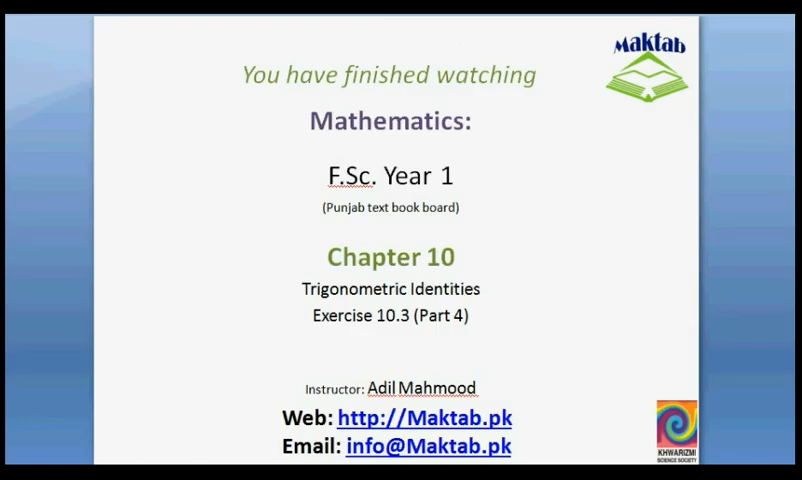 Maktab
You have finished watching
Mathematics:
F.Sc. Year 1
(Punjab text book board)
Chapter 10
Trigonometric Identities
Exercise 10.3 (Part 4)
Instructor: Adil Mahmood
Web: http://Maktab.pk
Email: info@Maktab.pk
KHWARIZMI
SCIENCE SOCIETY